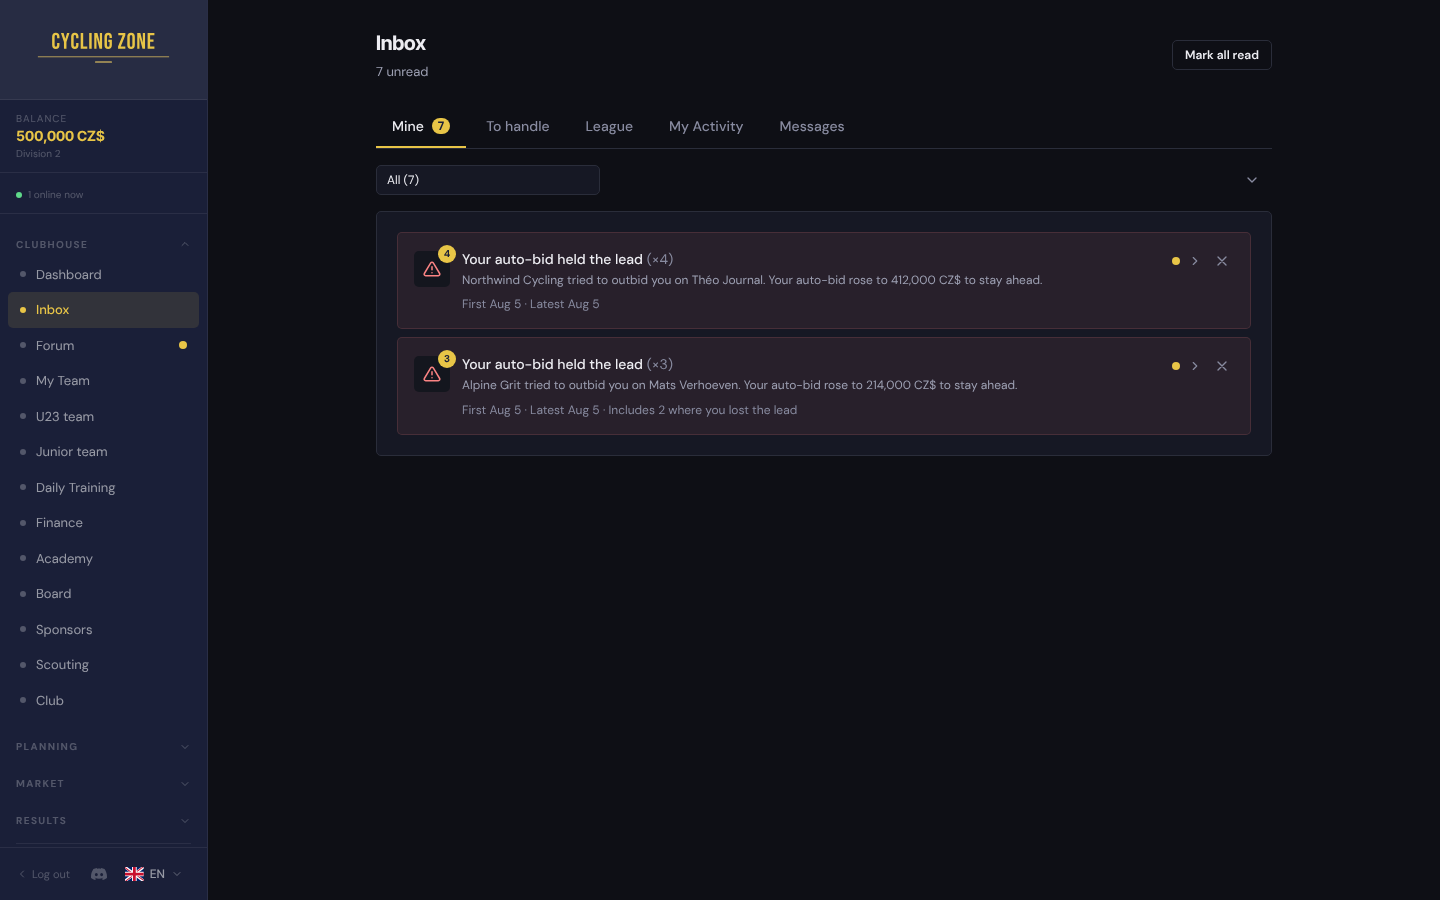 CYCLING ZONE
BALANCE
500,000 CZ$
Division 2
1 online now
CLUBHOUSE
Dashboard
Inbox
Forum
My Team
U23 team
Junior team
Daily Training
Finance
Academy
Board
Sponsors
Scouting
Club
PLANNING
MARKET
RESULTS
Log out
EN
Inbox
7 unread
Mark all read
Mine 7 To handle League My Activity Messages
All (7)
4
Your auto-bid held the lead (×4)
Northwind Cycling tried to outbid you on Théo Journal. Your auto-bid rose to 412,000 CZ$ to stay ahead.
First Aug 5 · Latest Aug 5
3
Your auto-bid held the lead (×3)
Alpine Grit tried to outbid you on Mats Verhoeven. Your auto-bid rose to 214,000 CZ$ to stay ahead.
First Aug 5 · Latest Aug 5 · Includes 2 where you lost the lead